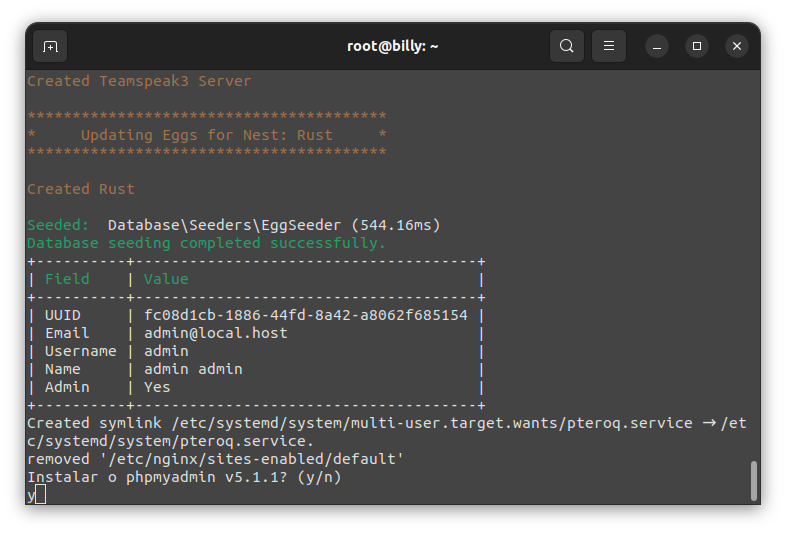 root@billy: ~
Created Teamspeak3 Server
****************************************
*     Updating Eggs for Nest: Rust     *
****************************************
Created Rust
Seeded:  Database\Seeders\EggSeeder (544.16ms)
Database seeding completed successfully.
+----------+--------------------------------------+
| Field    | Value                                |
+----------+--------------------------------------+
| UUID     | fc08d1cb-1886-44fd-8a42-a8062f685154 |
| Email    | admin@local.host                     |
| Username | admin                                |
| Name     | admin admin                          |
| Admin    | Yes                                  |
+----------+--------------------------------------+
Created symlink /etc/systemd/system/multi-user.target.wants/pteroq.service → /et
c/systemd/system/pteroq.service.
removed '/etc/nginx/sites-enabled/default'
Instalar o phpmyadmin v5.1.1? (y/n)
y